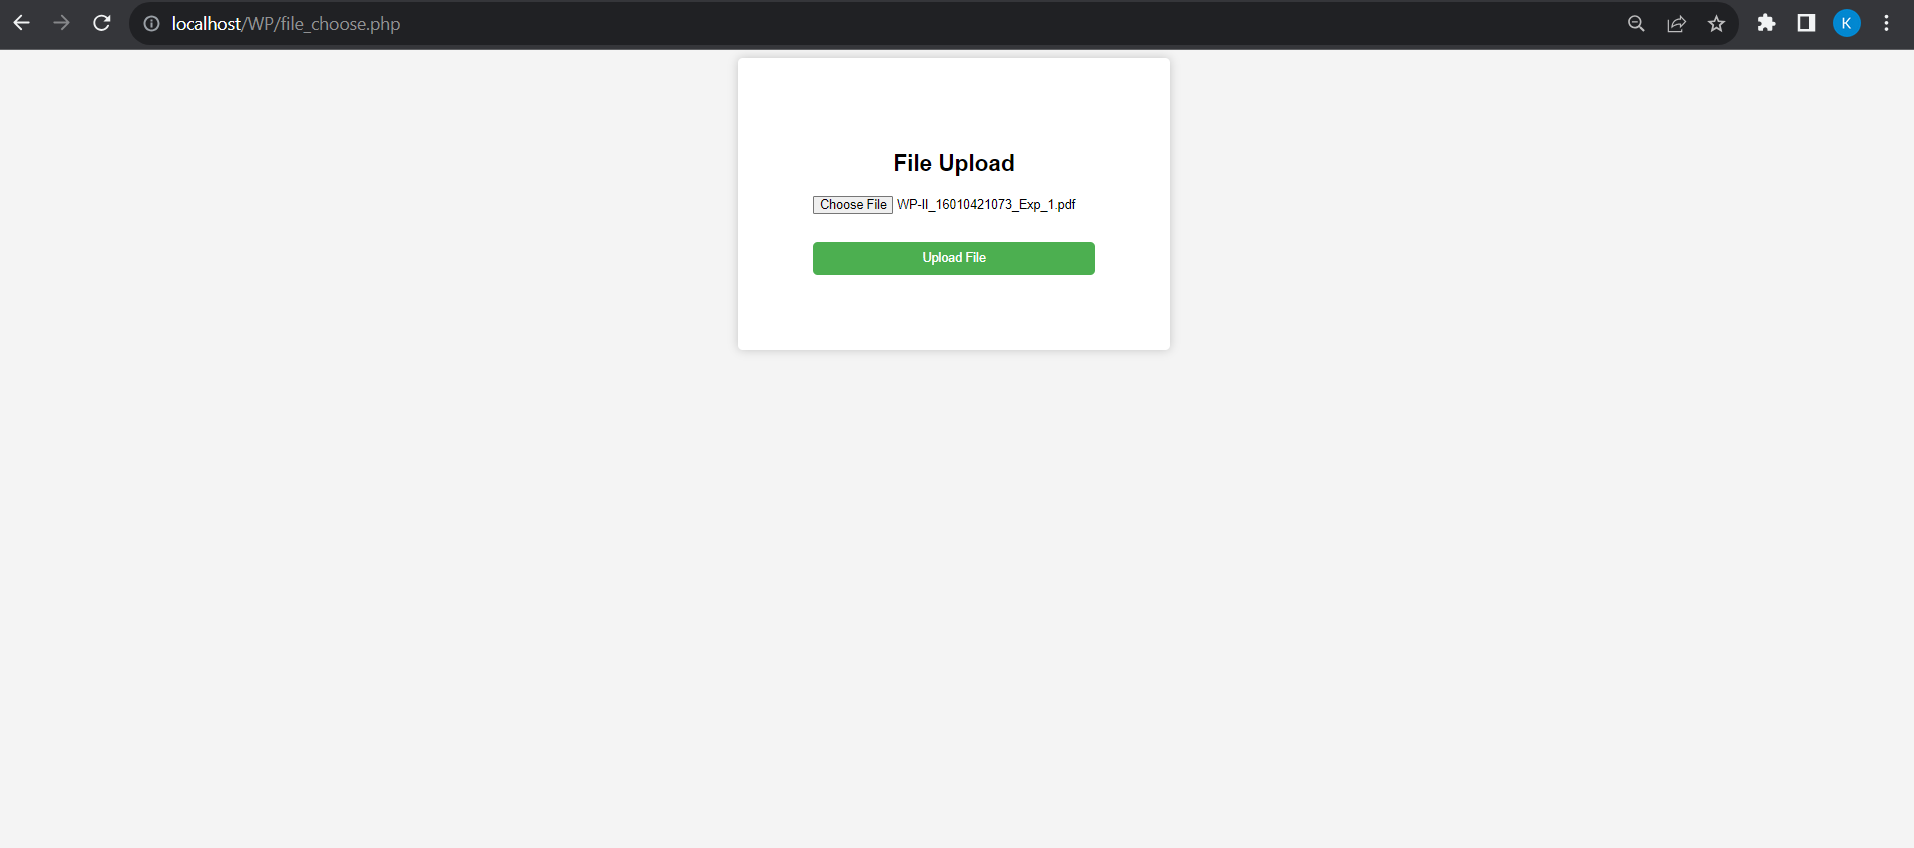 localhost/WP/file_choose.php
K
File Upload
Choose File WP-II_16010421073_Exp_1.pdf
Upload File